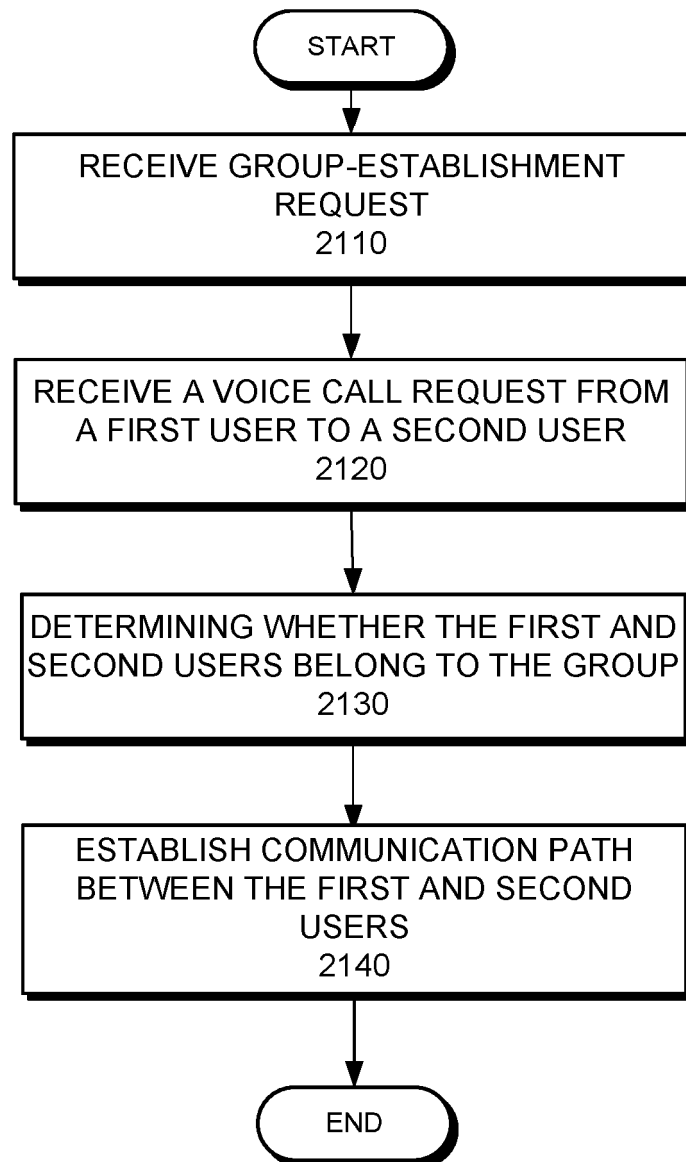 START
RECEIVE GROUP-ESTABLISHMENT
REQUEST
2110
RECEIVE A VOICE CALL REQUEST FROM
A FIRST USER TO A SECOND USER
2120
DETERMINING WHETHER THE FIRST AND
SECOND USERS BELONG TO THE GROUP
2130
ESTABLISH COMMUNICATION PATH
BETWEEN THE FIRST AND SECOND
USERS
2140
END